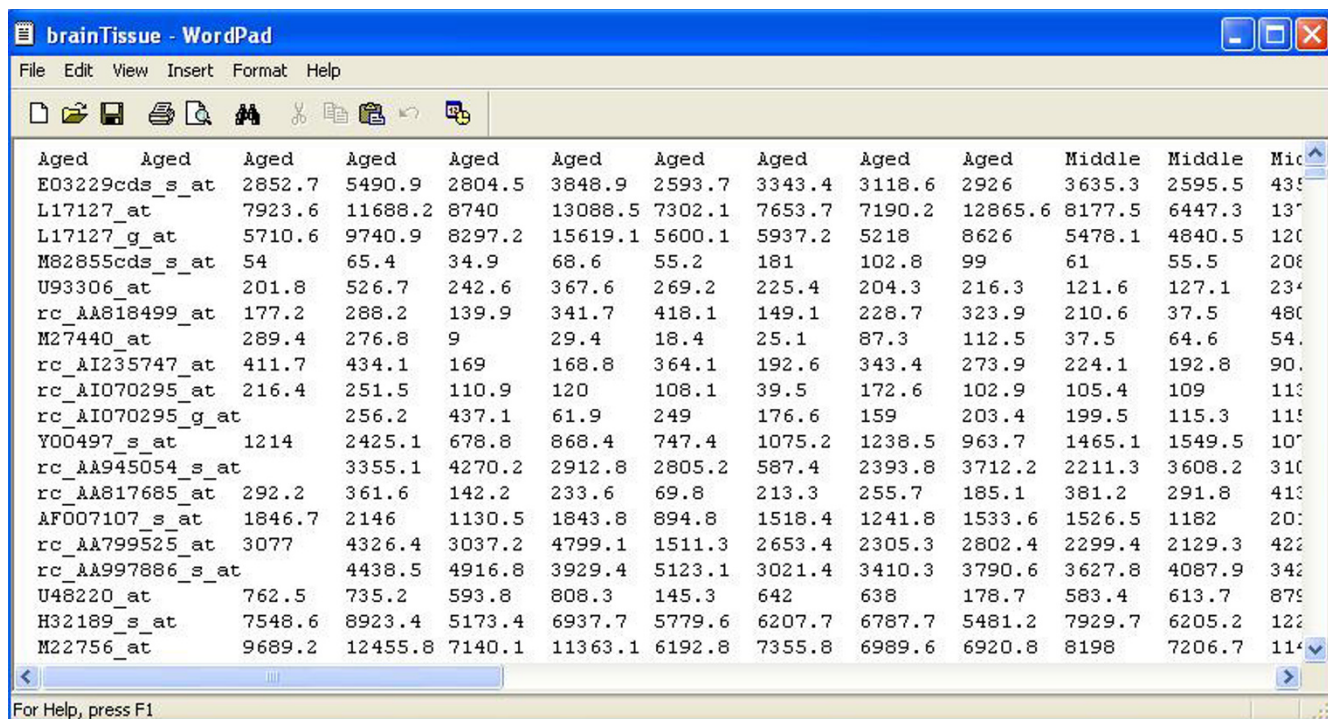 brainTissue - WordPad
File Edit View Insert Format Help
Aged Aged Aged Aged Aged Aged Aged Aged Aged Aged Middle Middle
E03229cds_s_at 2852.7 5490.9 2804.5 3848.9 2593.7 3343.4 3118.6 2926 3635.3 2595.5
L17127_at 7923.6 11688.2 8740 13088.5 7302.1 7653.7 7190.2 12865.6 8177.5 6447.3
L17127_g_at 5710.6 9740.9 8297.2 15619.1 5600.1 5937.2 5218 8626 5478.1 4840.5
M82855cds_s_at 54 65.4 34.9 68.6 55.2 181 102.8 99 61 55.5
U93306_at 201.8 526.7 242.6 367.6 269.2 225.4 204.3 216.3 121.6 127.1
rc_AA818499_at 177.2 288.2 139.9 341.7 418.1 149.1 228.7 323.9 210.6 37.5
M27440_at 289.4 276.8 9 29.4 18.4 25.1 87.3 112.5 37.5 64.6 54.
rc_AI235747_at 411.7 434.1 169 168.8 364.1 192.6 343.4 273.9 224.1 192.8 90.
rc_AI070295_at 216.4 251.5 110.9 120 108.1 39.5 172.6 102.9 105.4 109
rc_AI070295_g_at 256.2 437.1 61.9 249 176.6 159 203.4 199.5 115.3
Y00497_s_at 1214 2425.1 678.8 868.4 747.4 1075.2 1238.5 963.7 1465.1 1549.5
rc_AA945054_s_at 3355.1 4270.2 2912.8 2805.2 587.4 2393.8 3712.2 2211.3 3608.2
rc_AA817685_at 292.2 361.6 142.2 233.6 69.8 213.3 255.7 185.1 381.2 291.8
AF007107_s_at 1846.7 2146 1130.5 1843.8 894.8 1518.4 1241.8 1533.6 1526.5 1182
rc_AA799525_at 3077 4326.4 3037.2 4799.1 1511.3 2653.4 2305.3 2802.4 2299.4 2129.3
rc_AA997886_s_at 4438.5 4916.8 3929.4 5123.1 3021.4 3410.3 3790.6 3627.8 4087.9
U48220_at 762.5 735.2 593.8 808.3 145.3 642 638 178.7 583.4 613.7
H32189_s_at 7548.6 8923.4 5173.4 6937.7 5779.6 6207.7 6787.7 5481.2 7929.7 6205.2
M22756_at 9689.2 12455.8 7140.1 11363.1 6192.8 7355.8 6989.6 6920.8 8198 7206.7
For Help, press F1